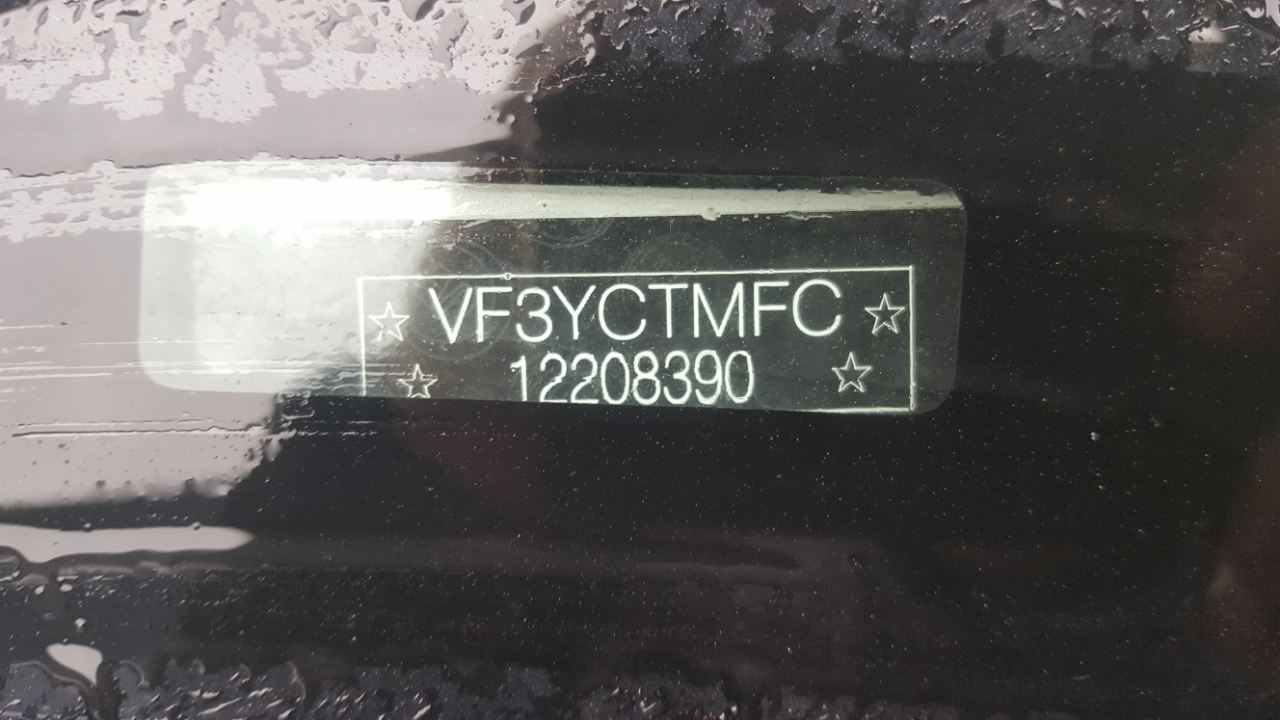 ☆ VF3YCTMFC ☆
☆ 12208390 ☆